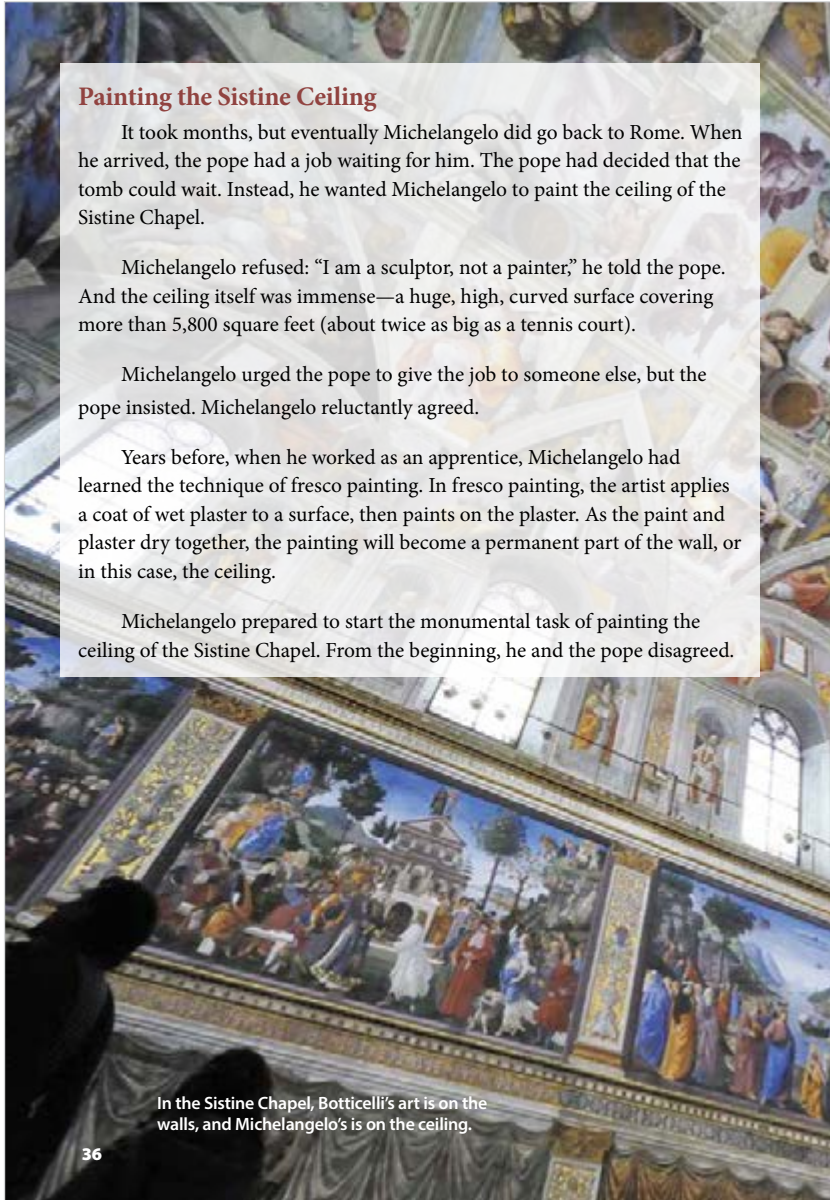 Painting the Sistine Ceiling
It took months, but eventually Michelangelo did go back to Rome. When
he arrived, the pope had a job waiting for him. The pope had decided that the
tomb could wait. Instead, he wanted Michelangelo to paint the ceiling of the
Sistine Chapel.
Michelangelo refused: “I am a sculptor, not a painter,” he told the pope.
And the ceiling itself was immense—a huge, high, curved surface covering
more than 5,800 square feet (about twice as big as a tennis court).
Michelangelo urged the pope to give the job to someone else, but the
pope insisted. Michelangelo reluctantly agreed.
Years before, when he worked as an apprentice, Michelangelo had
learned the technique of fresco painting. In fresco painting, the artist applies
a coat of wet plaster to a surface, then paints on the plaster. As the paint and
plaster dry together, the painting will become a permanent part of the wall, or
in this case, the ceiling.
Michelangelo prepared to start the monumental task of painting the
ceiling of the Sistine Chapel. From the beginning, he and the pope disagreed.
In the Sistine Chapel, Botticelli’s art is on the
walls, and Michelangelo’s is on the ceiling.
36